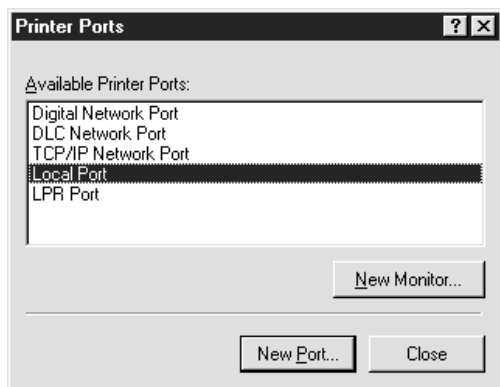 Printer Ports
Available Printer Ports:
Digital Network Port
DLC Network Port
TCP/IP Network Port
Local Port
LPR Port
New Monitor...
New Port...
Close